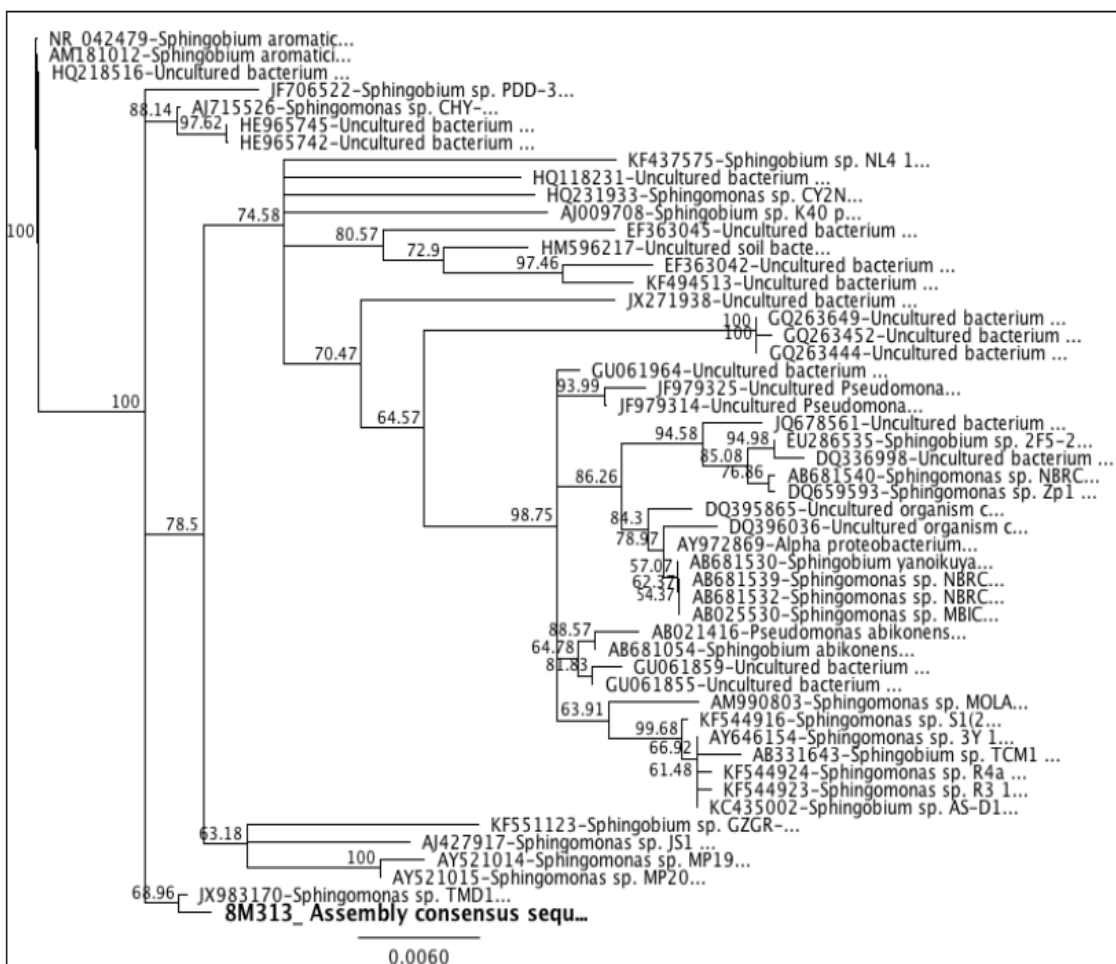 NR_042479-Sphingobium aromatic...
AM181012-Sphingobium aromatici...
HQ218516-Uncultured bacterium ...
JF706522-Sphingobium sp. PDD-3...
88.14
AJ715526-Sphingomonas sp. CHY-...
97.62
HE965745-Uncultured bacterium ...
HE965742-Uncultured bacterium ...
KF437575-Sphingobium sp. NL4 1...
HQ118231-Uncultured bacterium ...
HQ231933-Sphingomonas sp. CY2N...
74.58
AJ009708-Sphingobium sp. K40 p...
100
80.57
EF363045-Uncultured bacterium ...
72.9
HM596217-Uncultured soil bacte...
97.46
EF363042-Uncultured bacterium ...
KF494513-Uncultured bacterium ...
JX271938-Uncultured bacterium ...
100
GQ263649-Uncultured bacterium ...
100
GQ263452-Uncultured bacterium ...
70.47
GQ263444-Uncultured bacterium ...
GU061964-Uncultured bacterium ...
93.99
JF979325-Uncultured Pseudomona...
100
JF979314-Uncultured Pseudomona...
64.57
JQ678561-Uncultured bacterium ...
94.58
94.98
EU286535-Sphingobium sp. 2F5-2...
85.08
DQ336998-Uncultured bacterium ...
86.26
76.86
AB681540-Sphingomonas sp. NBRC...
DQ659593-Sphingomonas sp. Zp1 ...
98.75
84.3
DQ395865-Uncultured organism c...
78.5
78.97
DQ396036-Uncultured organism c...
AY972869-Alpha proteobacterium...
57.07
AB681530-Sphingobium yanoikuya...
62.37
AB681539-Sphingomonas sp. NBRC...
54.37
AB681532-Sphingomonas sp. NBRC...
AB025530-Sphingomonas sp. MBIC...
88.57
AB021416-Pseudomonas abikonens...
64.78
AB681054-Sphingobium abikonens...
81.83
GU061859-Uncultured bacterium ...
GU061855-Uncultured bacterium ...
63.91
AM990803-Sphingomonas sp. MOLA...
99.68
KF544916-Sphingomonas sp. S1(2...
66.92
AY646154-Sphingomonas sp. 3Y 1...
AB331643-Sphingobium sp. TCM1 ...
61.48
KF544924-Sphingomonas sp. R4a ...
KF544923-Sphingomonas sp. R3 1...
KC435002-Sphingobium sp. AS-D1...
63.18
KF551123-Sphingobium sp. GZGR-...
AJ427917-Sphingomonas sp. JS1 ...
100
AY521014-Sphingomonas sp. MP19...
AY521015-Sphingomonas sp. MP20...
68.96
JX983170-Sphingomonas sp. TMD1...
8M313_ Assembly consensus sequ...
0.0060